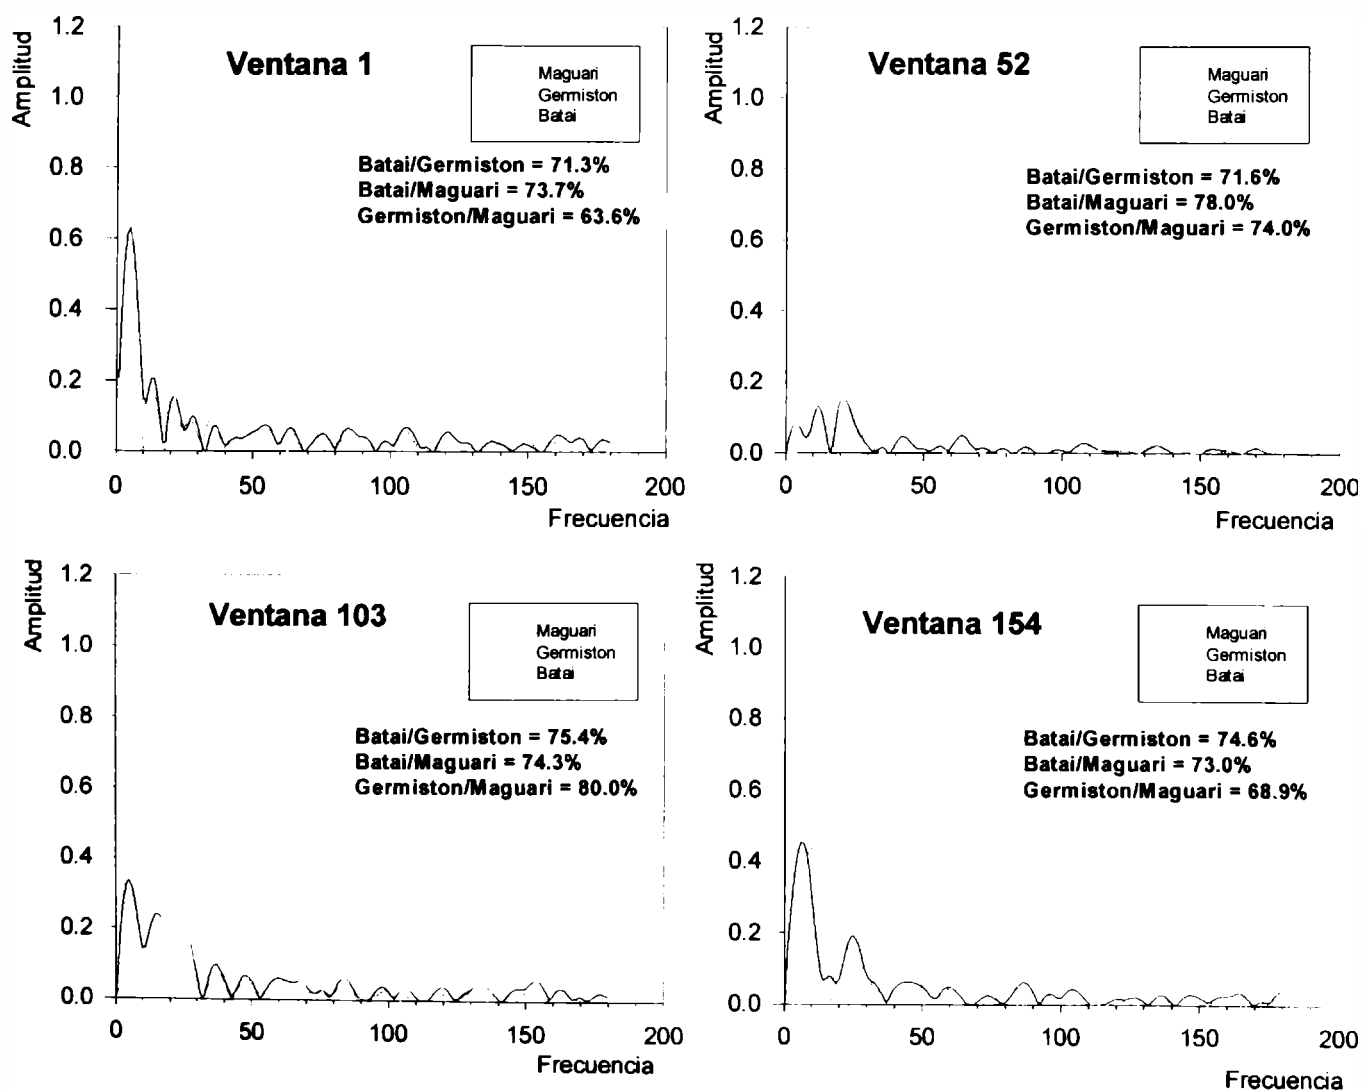 Amplitud
1.2
1.0
0.8
0.6
0.4
0.2
0.0
Ventana 1
Maguari
Germiston
Batai
Batai/Germiston = 71.3%
Batai/Maguari = 73.7%
Germiston/Maguari = 63.6%
0 50 100 150 200
Frecuencia
Amplitud
1.2
1.0
0.8
0.6
0.4
0.2
0.0
Ventana 52
Maguari
Germiston
Batai
Batai/Germiston = 71.6%
Batai/Maguari = 78.0%
Germiston/Maguari = 74.0%
0 50 100 150 200
Frecuencia
Amplitud
1.2
1.0
0.8
0.6
0.4
0.2
0.0
Ventana 103
Maguari
Germiston
Batai
Batai/Germiston = 75.4%
Batai/Maguari = 74.3%
Germiston/Maguari = 80.0%
0 50 100 150 200
Frecuencia
Amplitud
1.2
1.0
0.8
0.6
0.4
0.2
0.0
Ventana 154
Maguari
Germiston
Batai
Batai/Germiston = 74.6%
Batai/Maguari = 73.0%
Germiston/Maguari = 68.9%
0 50 100 150 200
Frecuencia